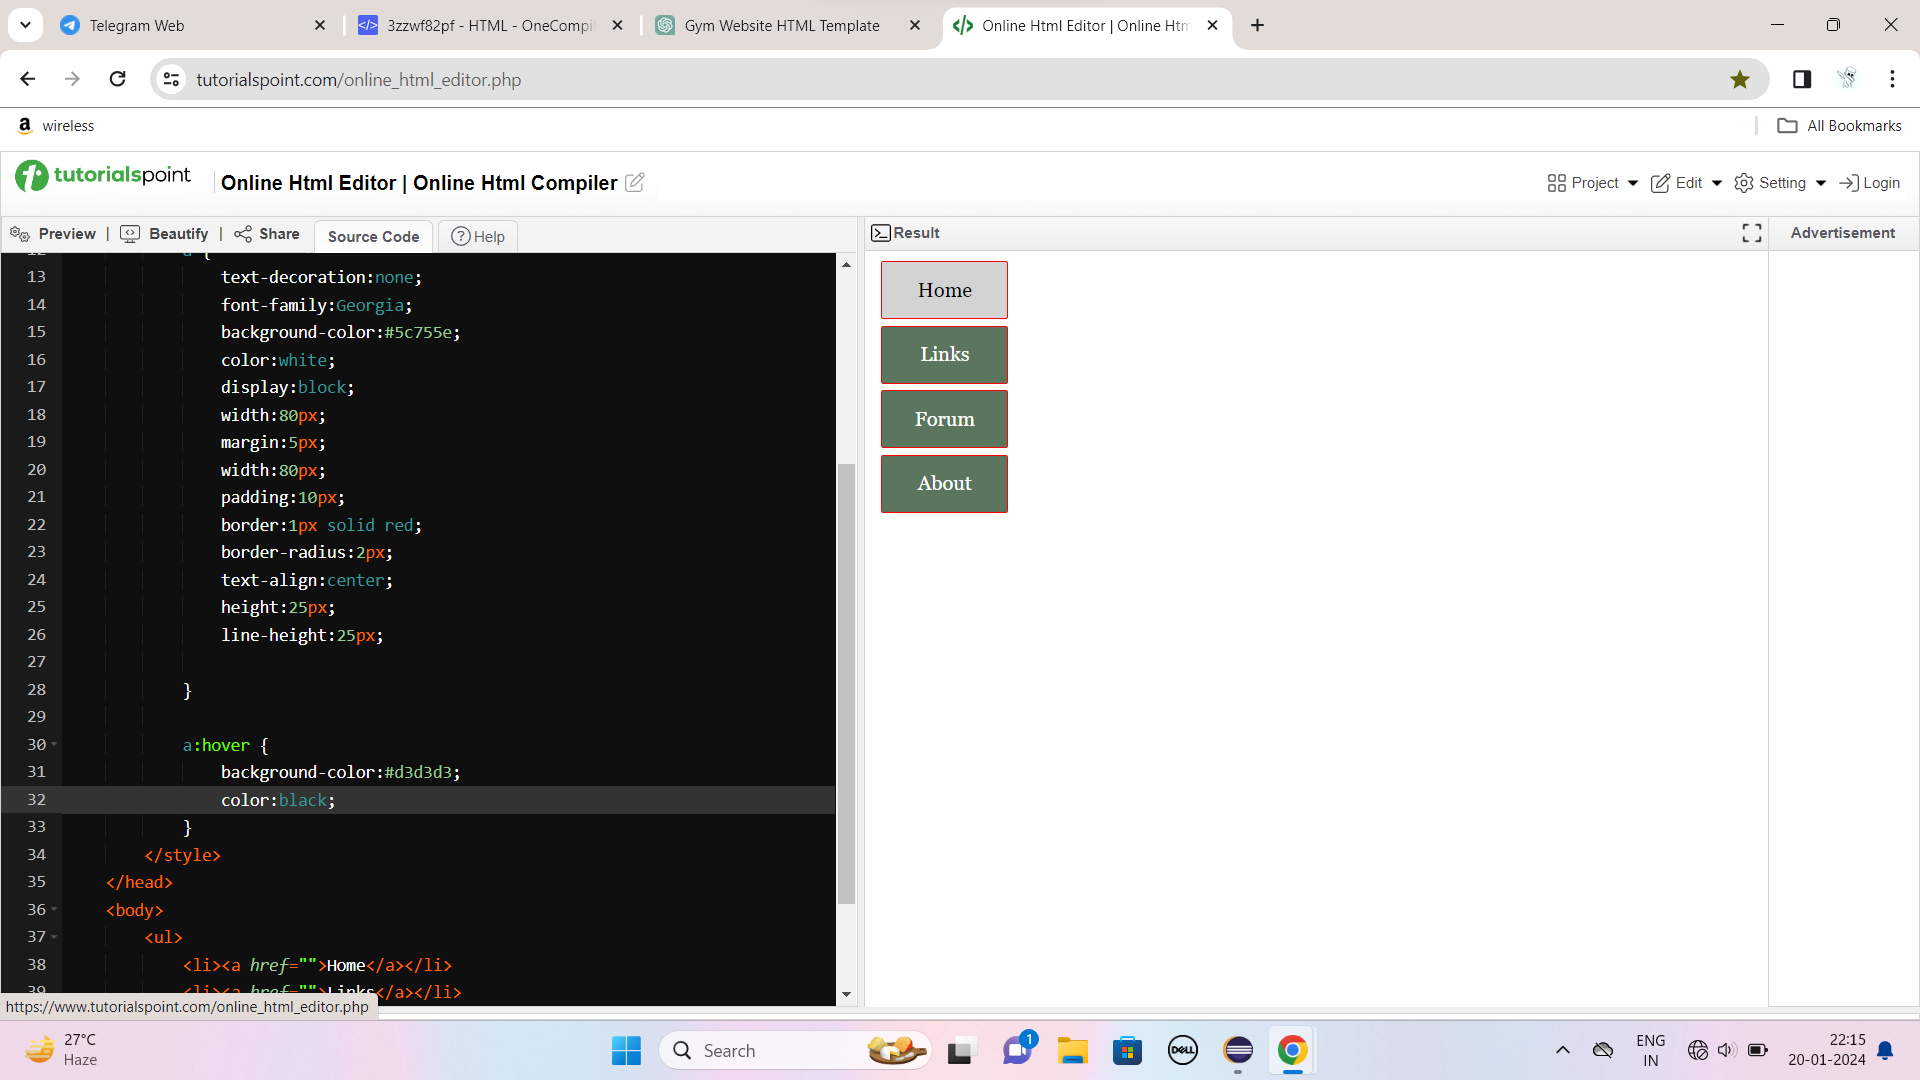 Telegram Web
3zzwf82pf - HTML - OneCompil
Gym Website HTML Template
Online Html Editor | Online Htm
tutorialspoint.com/online_html_editor.php
wireless
All Bookmarks
tutorialspoint
Online Html Editor | Online Html Compiler
Project
Edit
Setting
Login
Preview | Beautify | Share
Source Code
Help
Result
Advertisement
12 a {
13 text-decoration:none;
14 font-family:Georgia;
15 background-color:#5c755e;
16 color:white;
17 display:block;
18 width:80px;
19 margin:5px;
20 width:80px;
21 padding:10px;
22 border:1px solid red;
23 border-radius:2px;
24 text-align:center;
25 height:25px;
26 line-height:25px;
27
28 }
29
30 a:hover {
31 background-color:#d3d3d3;
32 color:black;
33 }
34 </style>
35 </head>
36 <body>
37 <ul>
38 <li><a href="">Home</a></li>
39 <li><a href="">Links</a></li>
Home
Links
Forum
About
https://www.tutorialspoint.com/online_html_editor.php
27°C
Haze
Search
1
DELL
ENG
IN
22:15
20-01-2024